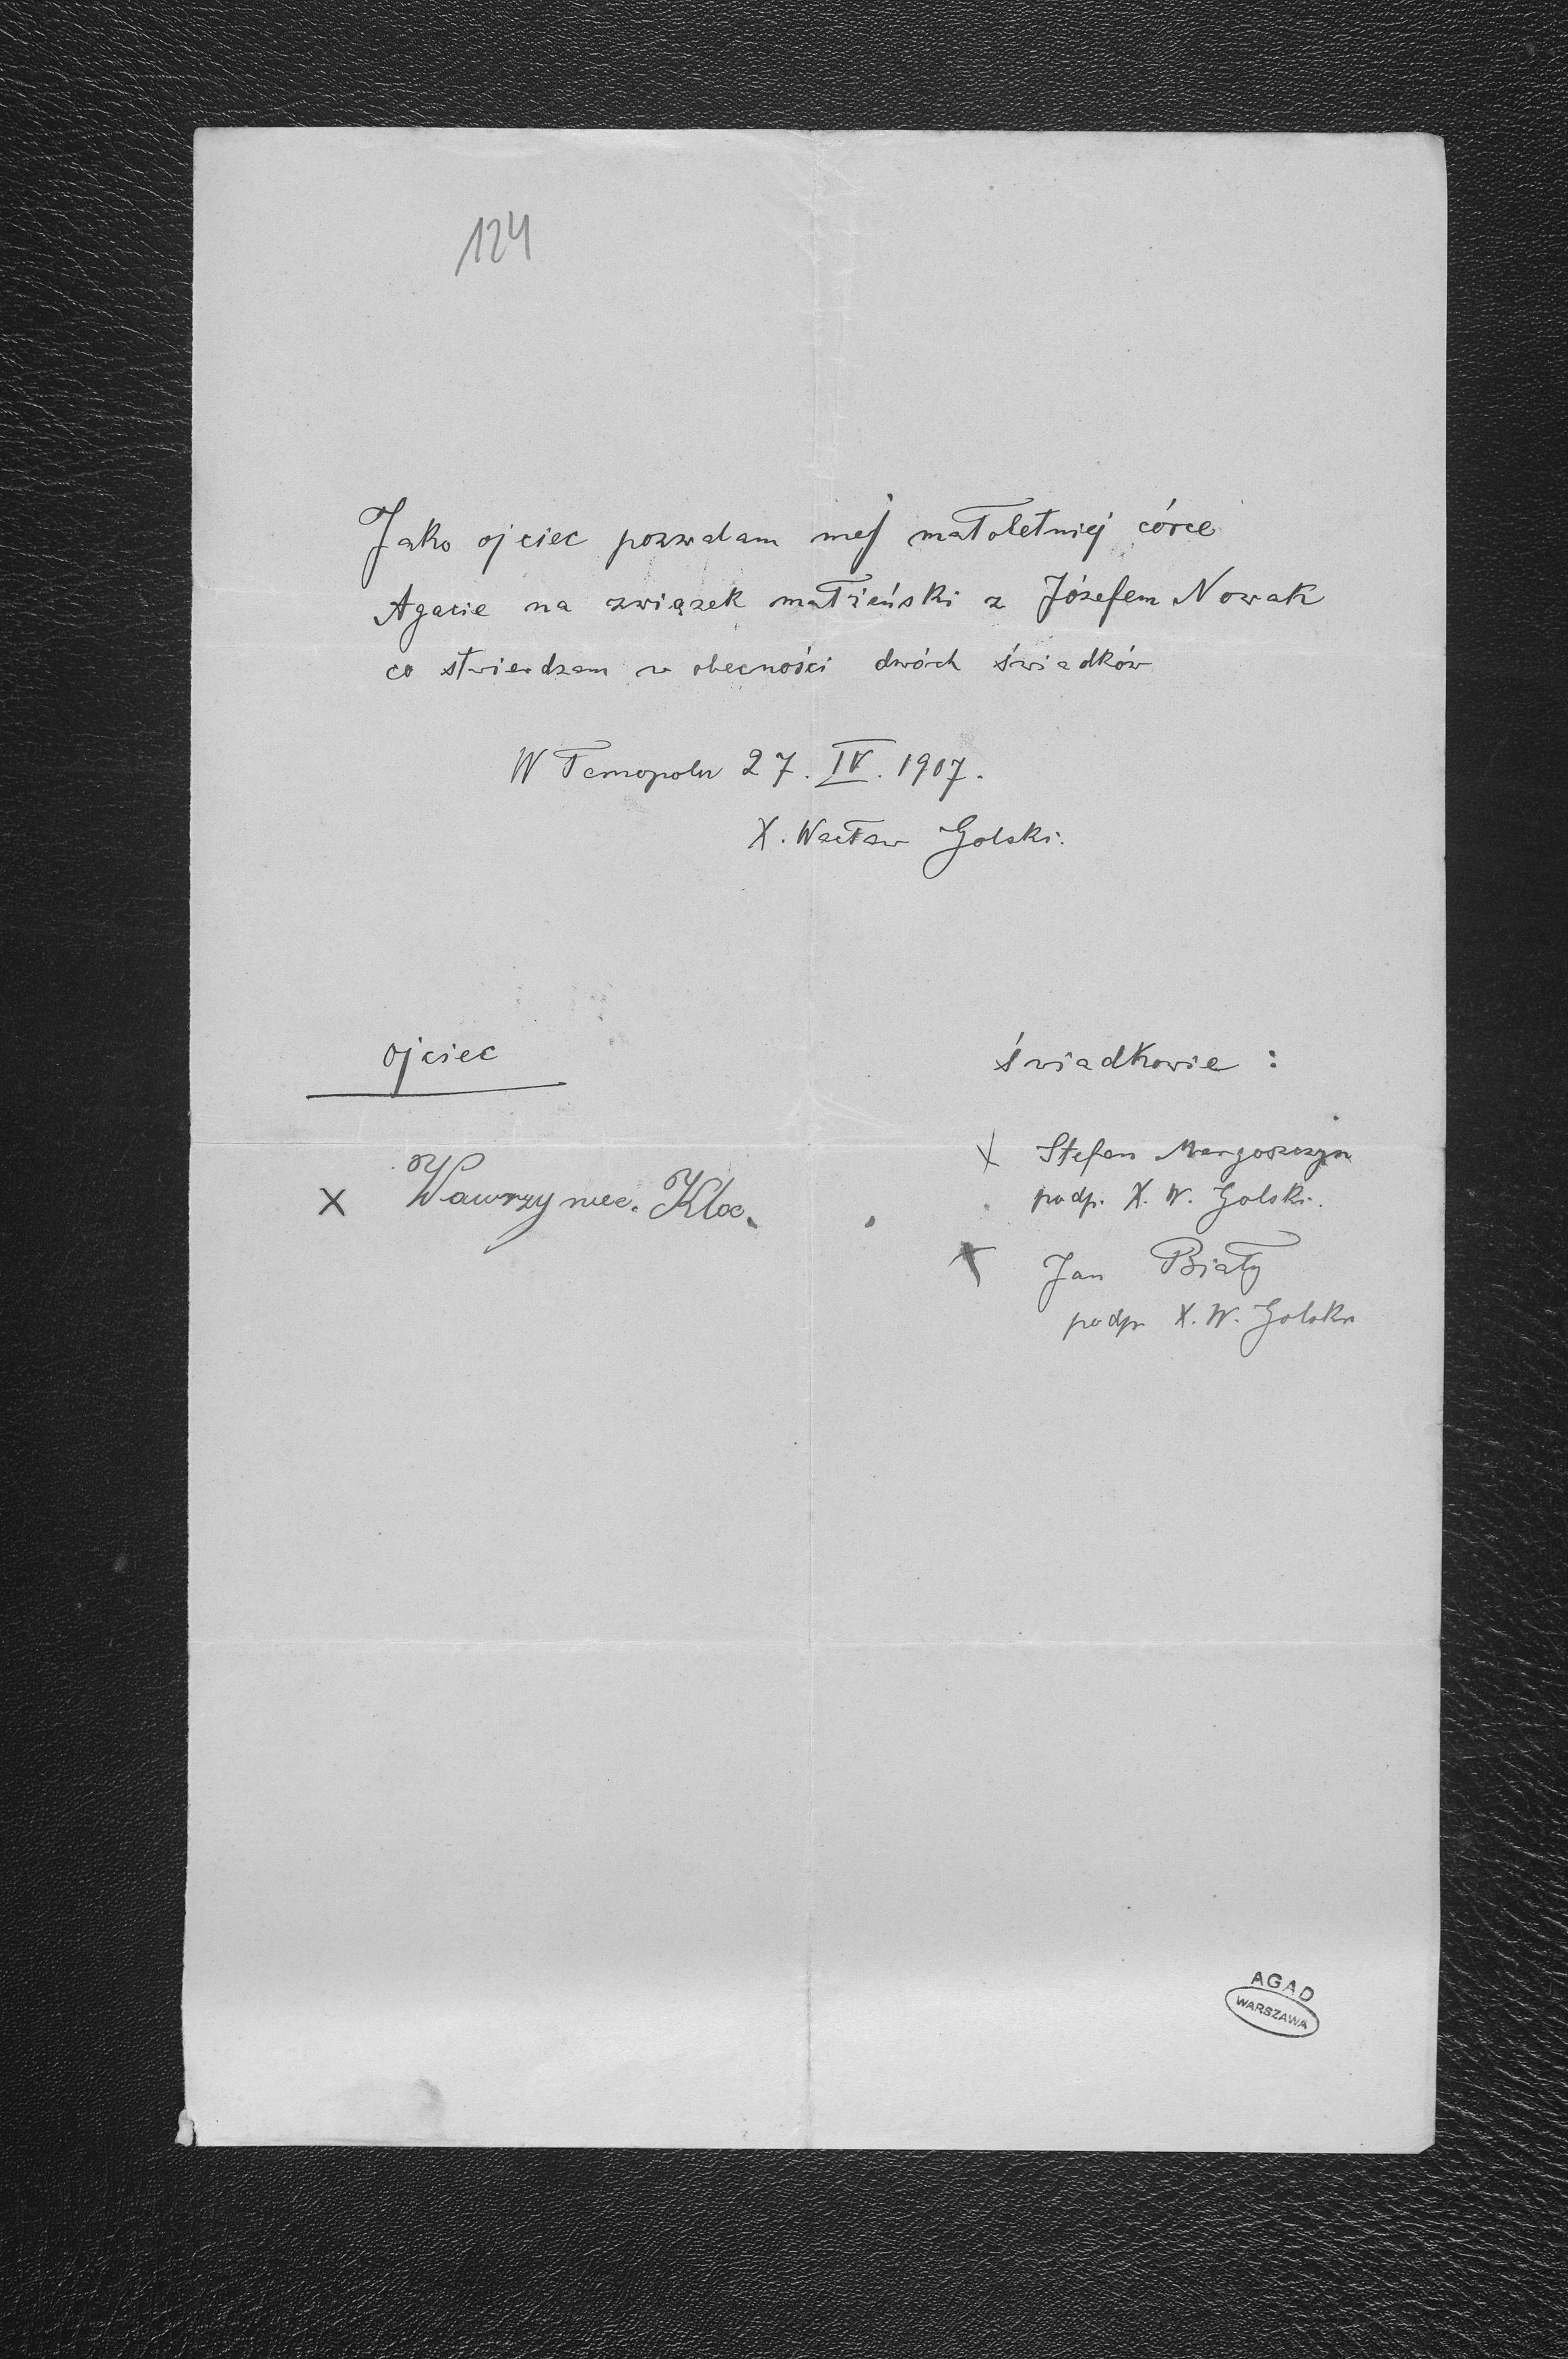 124
Jako ojciec pozwalam mej małoletniej córce
Agacie na związek małżeński z Józefem Nowak
co stwierdzam w obecności dwóch świadków
W Tarnopolu 27. IV. 1907.
X. Wacław Golski.
ojciec
świadkowie :
X Wawrzyniec. Kloc.
X Stefan Margoszczyn
podp. X. W. Golski.
X Jan Biały
podp X. W. Golski
AGAD
WARSZAWA